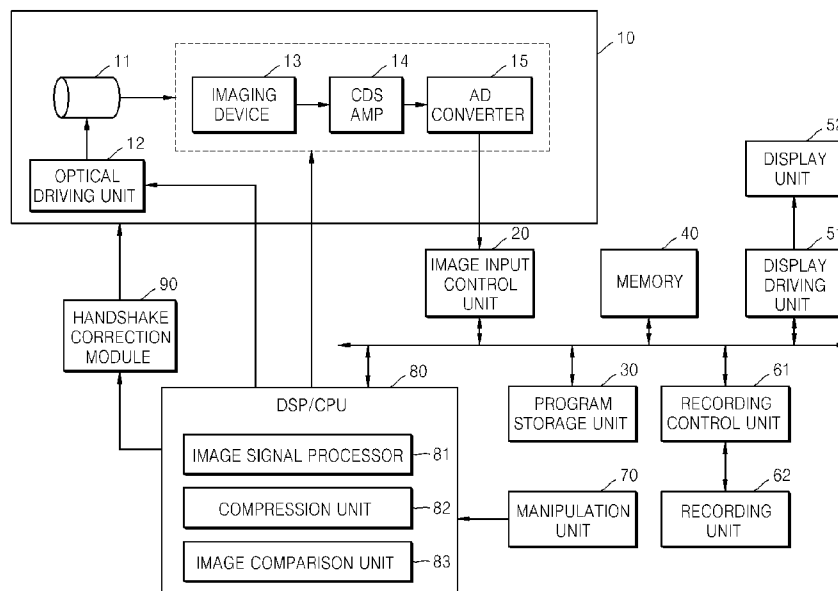 10
11
13
14
15
IMAGING
DEVICE
CDS
AMP
AD
CONVERTER
12
OPTICAL
DRIVING UNIT
52
DISPLAY
UNIT
20
IMAGE INPUT
CONTROL
UNIT
40
MEMORY
51
DISPLAY
DRIVING
UNIT
90
HANDSHAKE
CORRECTION
MODULE
80
DSP/CPU
30
PROGRAM
STORAGE UNIT
61
RECORDING
CONTROL UNIT
IMAGE SIGNAL PROCESSOR
81
COMPRESSION UNIT
82
IMAGE COMPARISON UNIT
83
70
MANIPULATION
UNIT
62
RECORDING
UNIT